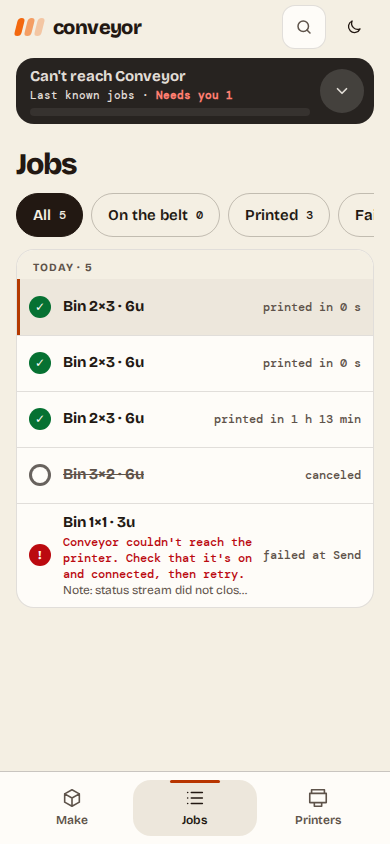 conveyor
Can't reach Conveyor
Last known jobs · Needs you 1
Jobs
All 5
On the belt 0
Printed 3
Fa
TODAY · 5
Bin 2×3 · 6u
printed in 0 s
Bin 2×3 · 6u
printed in 0 s
Bin 2×3 · 6u
printed in 1 h 13 min
Bin 3×2 · 6u
canceled
Bin 1×1 · 3u
Conveyor couldn't reach the
printer. Check that it's on
and connected, then retry.
Note: status stream did not clos...
failed at Send
Make
Jobs
Printers